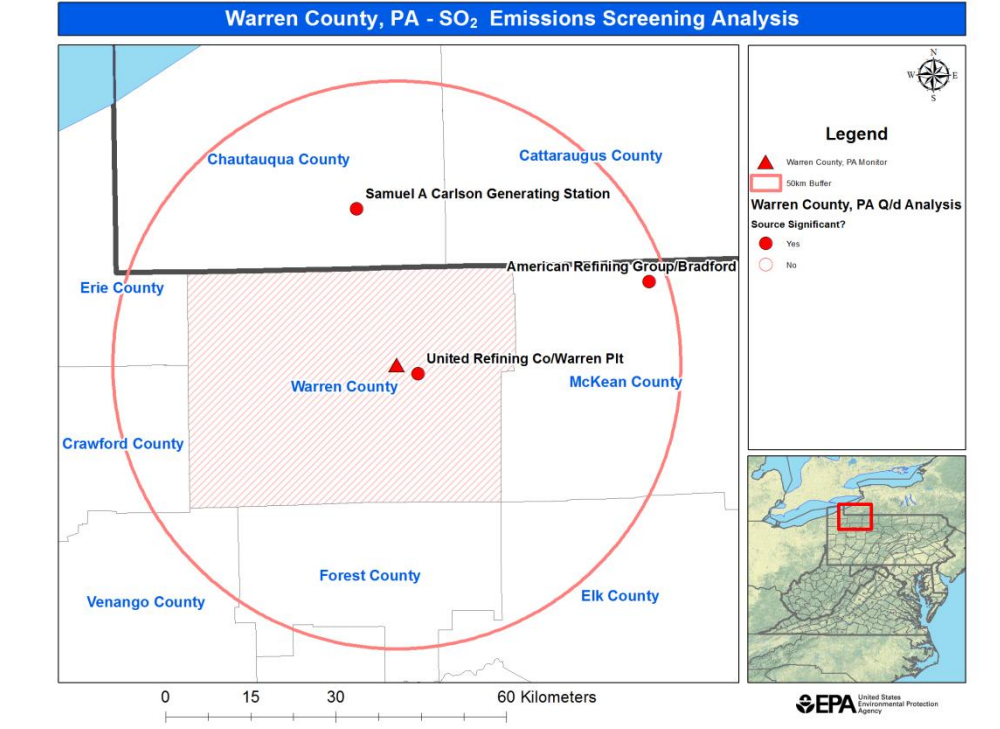 Warren County, PA - SO₂ Emissions Screening Analysis
N
W E
S
Legend
Warren County, PA Monitor
50km Buffer
Warren County, PA Q/d Analysis
Source Significant?
Yes
No
Chautauqua County
Cattaraugus County
Samuel A Carlson Generating Station
American Refining Group/Bradford
Erie County
United Refining Co/Warren Plt
Warren County
McKean County
Crawford County
Forest County
Venango County
Elk County
0 15 30 60 Kilometers
EPA
United States
Environmental Protection
Agency